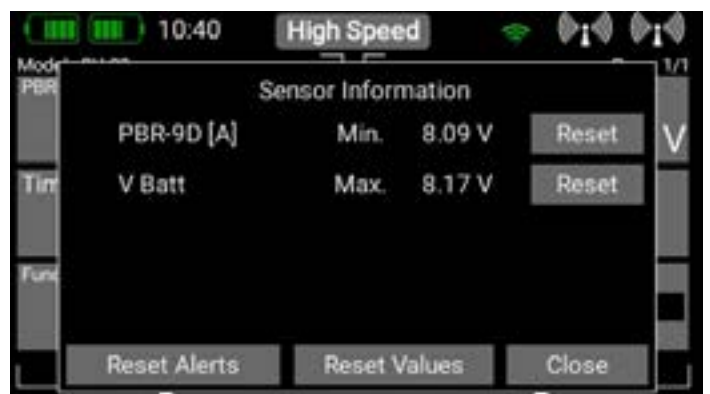 10:40 High Speed
1/1
PBR
Sensor Information
PBR-9D [A] Min. 8.09 V Reset
V
V Batt Max. 8.17 V Reset
Reset Alerts Reset Values Close